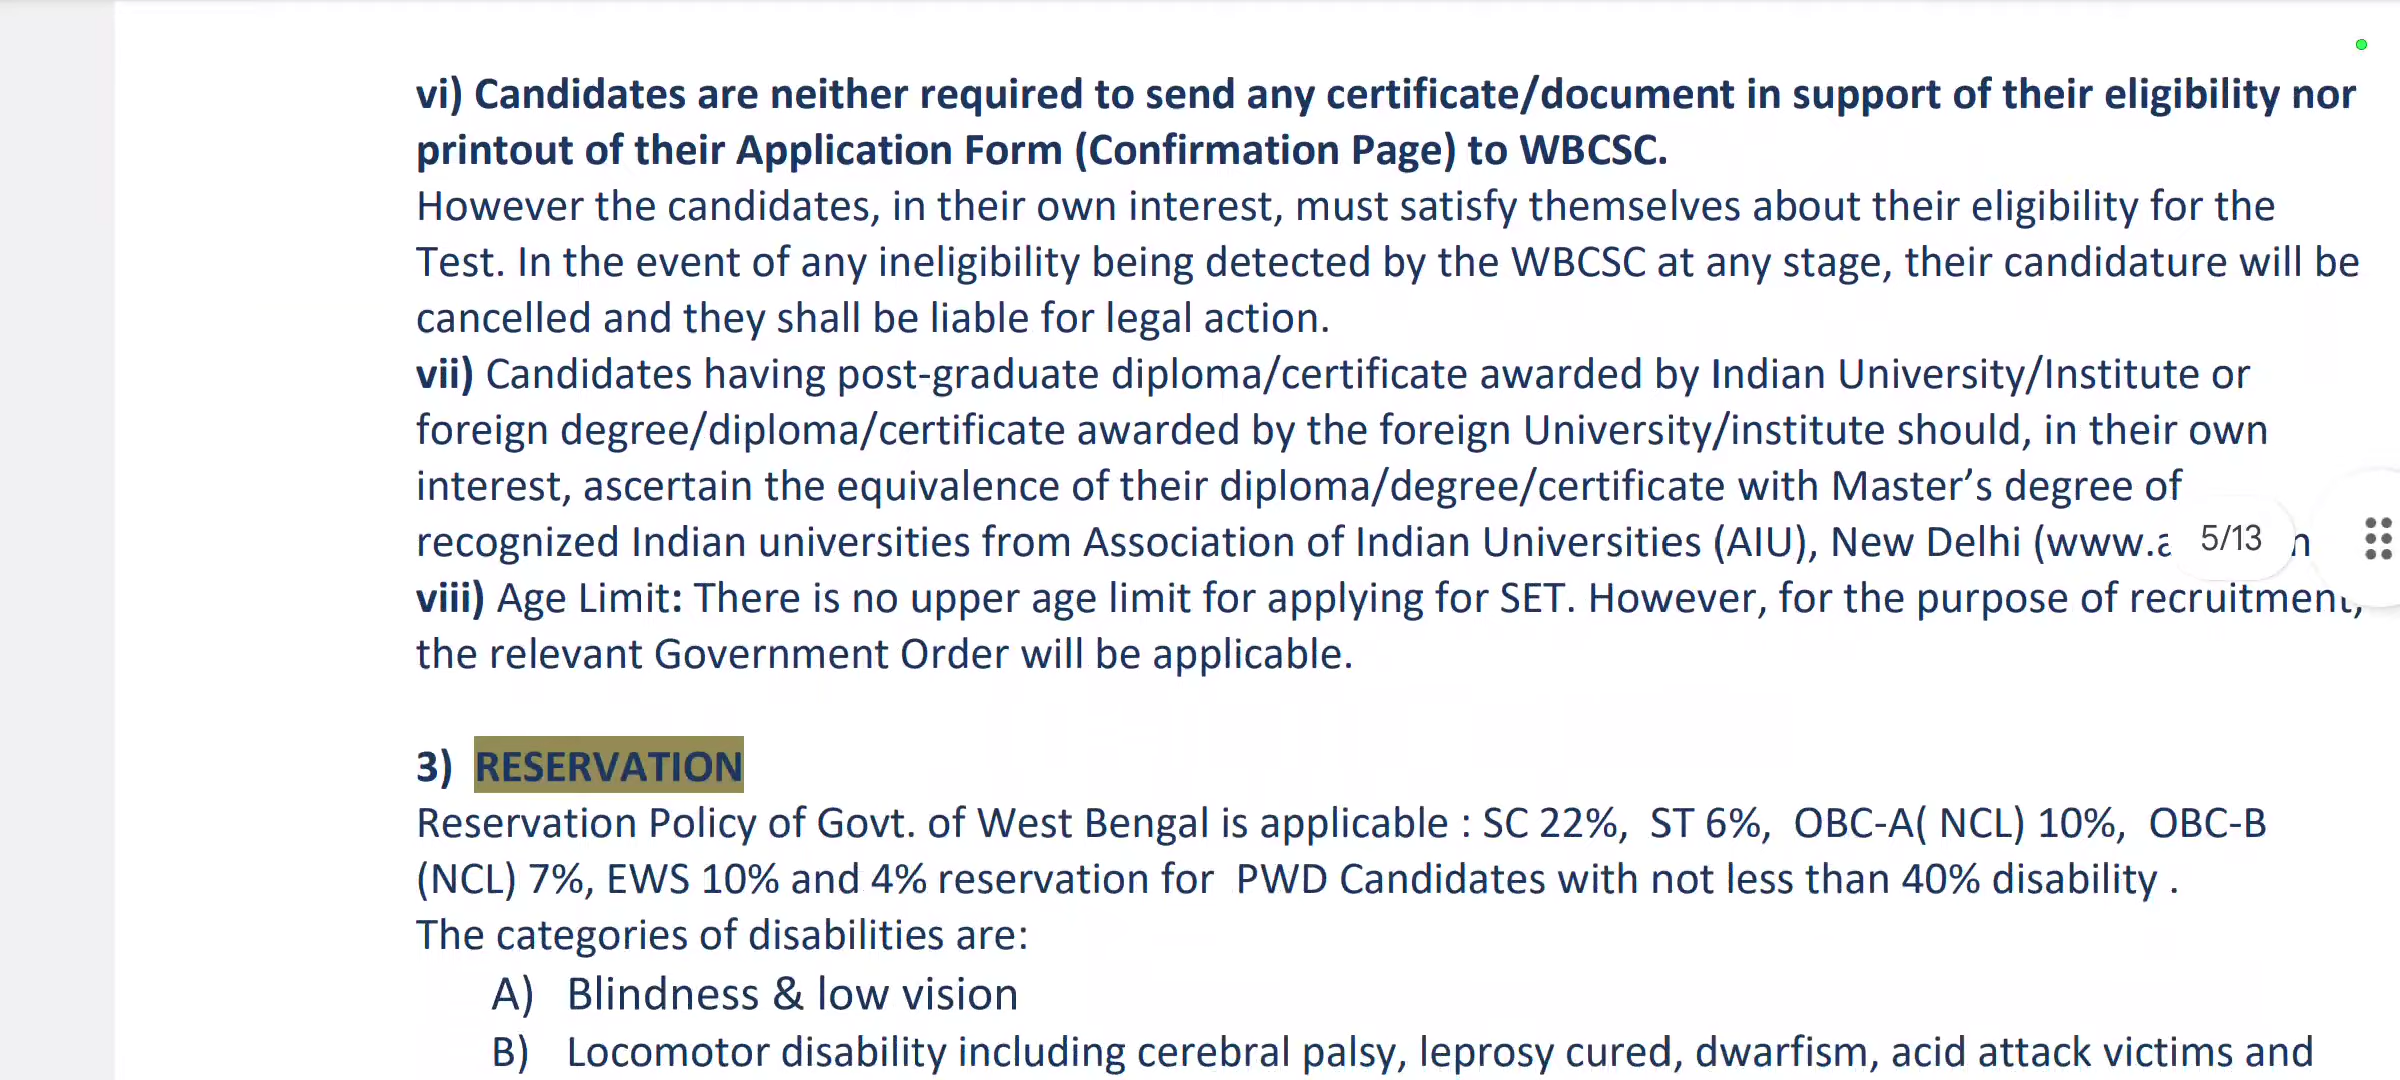 vi) Candidates are neither required to send any certificate/document in support of their eligibility nor
printout of their Application Form (Confirmation Page) to WBCSC.
However the candidates, in their own interest, must satisfy themselves about their eligibility for the
Test. In the event of any ineligibility being detected by the WBCSC at any stage, their candidature will be
cancelled and they shall be liable for legal action.
vii) Candidates having post-graduate diploma/certificate awarded by Indian University/Institute or
foreign degree/diploma/certificate awarded by the foreign University/institute should, in their own
interest, ascertain the equivalence of their diploma/degree/certificate with Master’s degree of
recognized Indian universities from Association of Indian Universities (AIU), New Delhi
5/13
viii) Age Limit: There is no upper age limit for applying for SET. However, for the purpose of recruitment,
the relevant Government Order will be applicable.
3) RESERVATION
Reservation Policy of Govt. of West Bengal is applicable : SC 22%, ST 6%, OBC-A( NCL) 10%, OBC-B
(NCL) 7%, EWS 10% and 4% reservation for PWD Candidates with not less than 40% disability .
The categories of disabilities are:
A) Blindness & low vision
B) Locomotor disability including cerebral palsy, leprosy cured, dwarfism, acid attack victims and